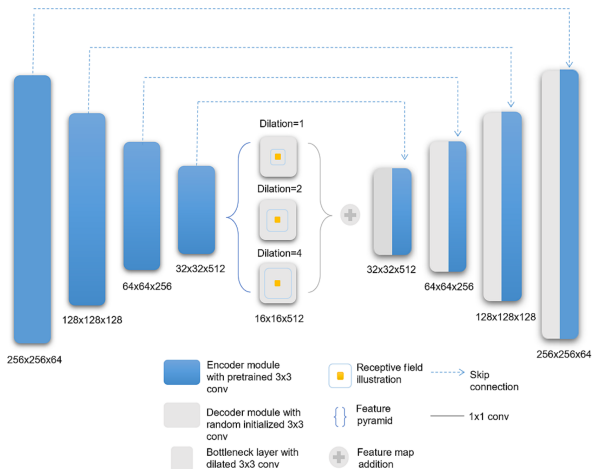 Dilation=1
Dilation=2
Dilation=4
16x16x512
256x256x64
128x128x128
64x64x256
32x32x512
32x32x512
64x64x256
128x128x128
256x256x64
Encoder module
with pretrained 3x3
conv
Decoder module with
random initialized 3x3
conv
Bottleneck layer with
dilated 3x3 conv
Receptive field
illustration
Feature
pyramid
Feature map
addition
Skip
connection
1x1 conv